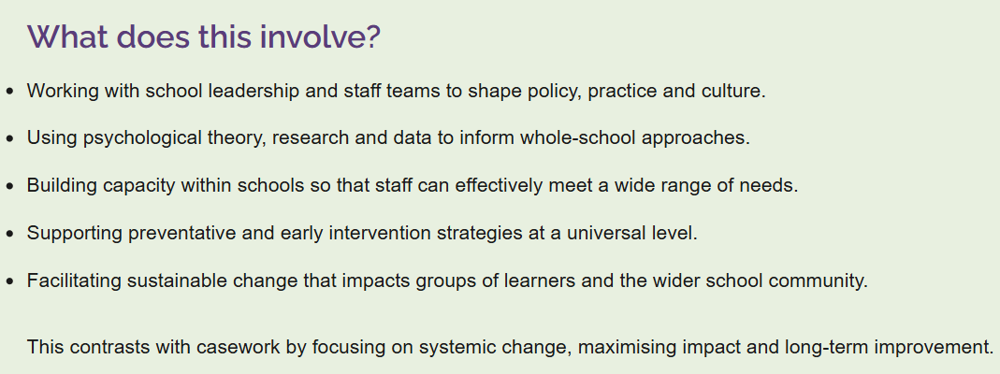 What does this involve?
• Working with school leadership and staff teams to shape policy, practice and culture.
• Using psychological theory, research and data to inform whole-school approaches.
• Building capacity within schools so that staff can effectively meet a wide range of needs.
• Supporting preventative and early intervention strategies at a universal level.
• Facilitating sustainable change that impacts groups of learners and the wider school community.
This contrasts with casework by focusing on systemic change, maximising impact and long-term improvement.